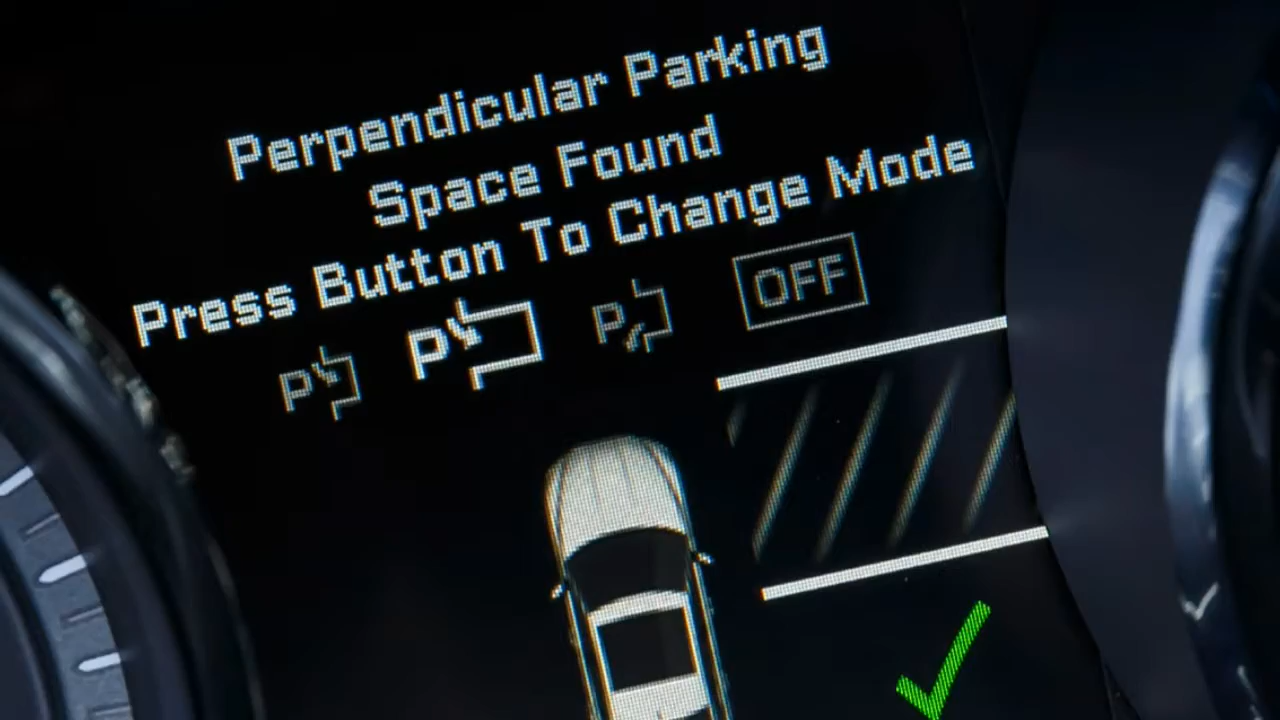 Perpendicular Parking
Space Found
Press Button To Change Mode
P P P OFF